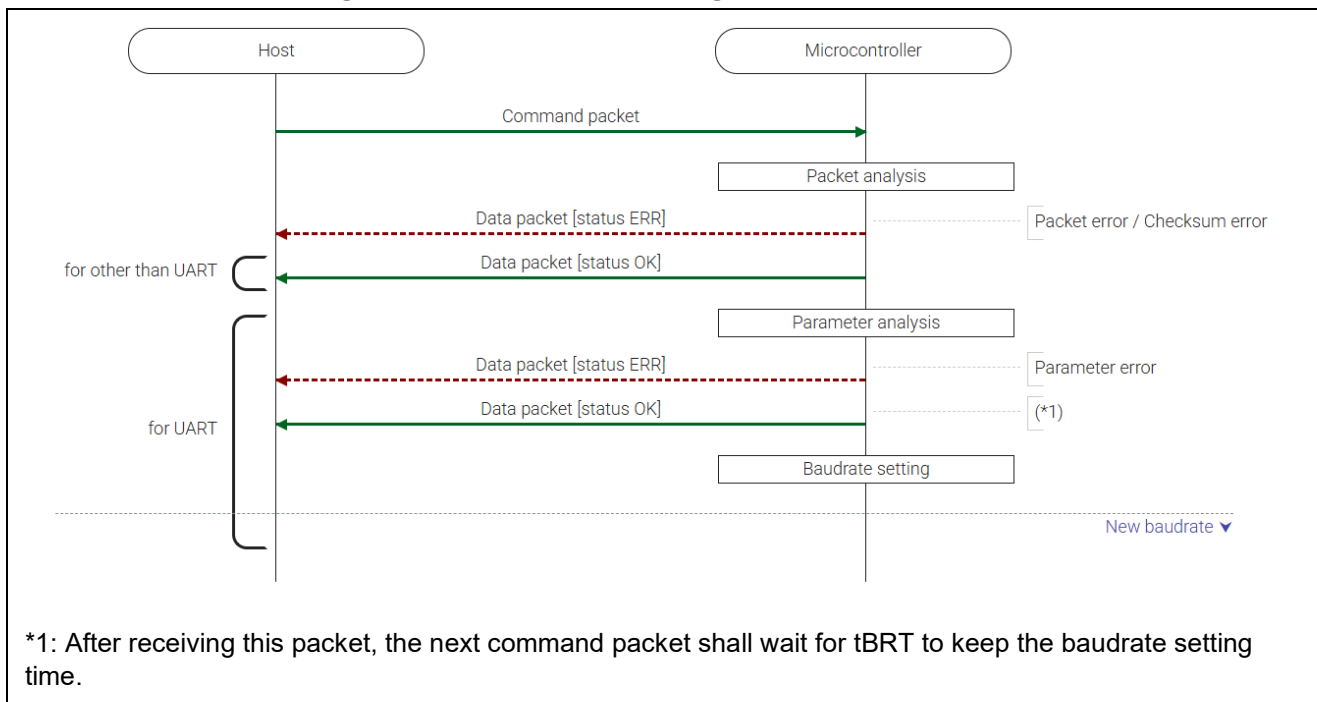 Host
Microcontroller
Command packet
Packet analysis
Data packet [status ERR]
Packet error / Checksum error
for other than UART
Data packet [status OK]
Parameter analysis
Data packet [status ERR]
Parameter error
Data packet [status OK]
(*1)
for UART
Baudrate setting
New baudrate
*1: After receiving this packet, the next command packet shall wait for tBRT to keep the baudrate setting
time.